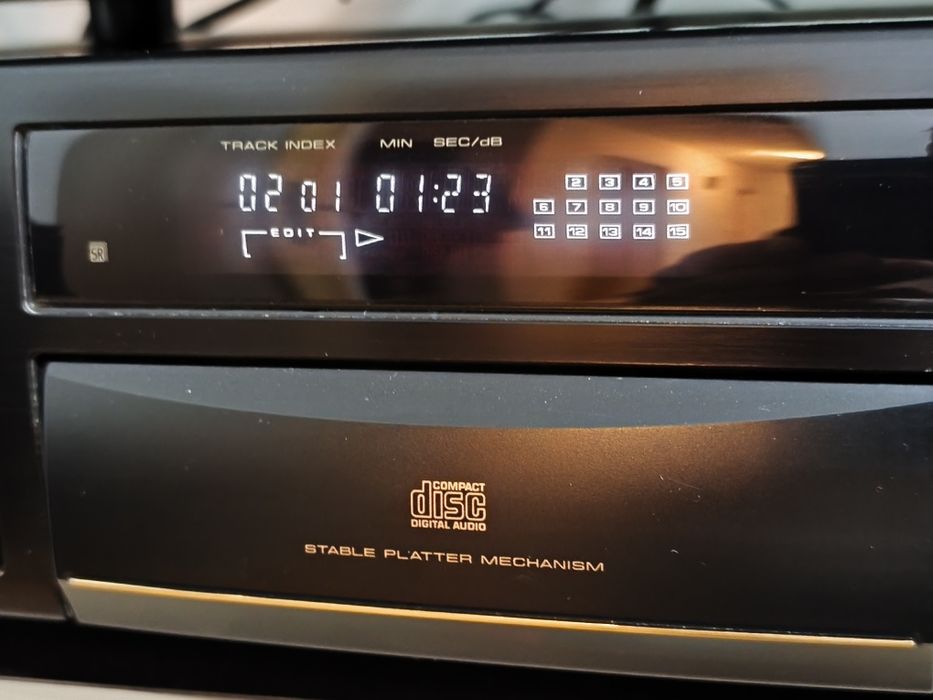 TRACK INDEX MIN SEC/dB
02 01 01:23
2 3 4 5
EDIT
6 7 8 9 10
SR
11 12 13 14 15
COMPACT
disc
DIGITAL AUDIO
STABLE PLATTER MECHANISM